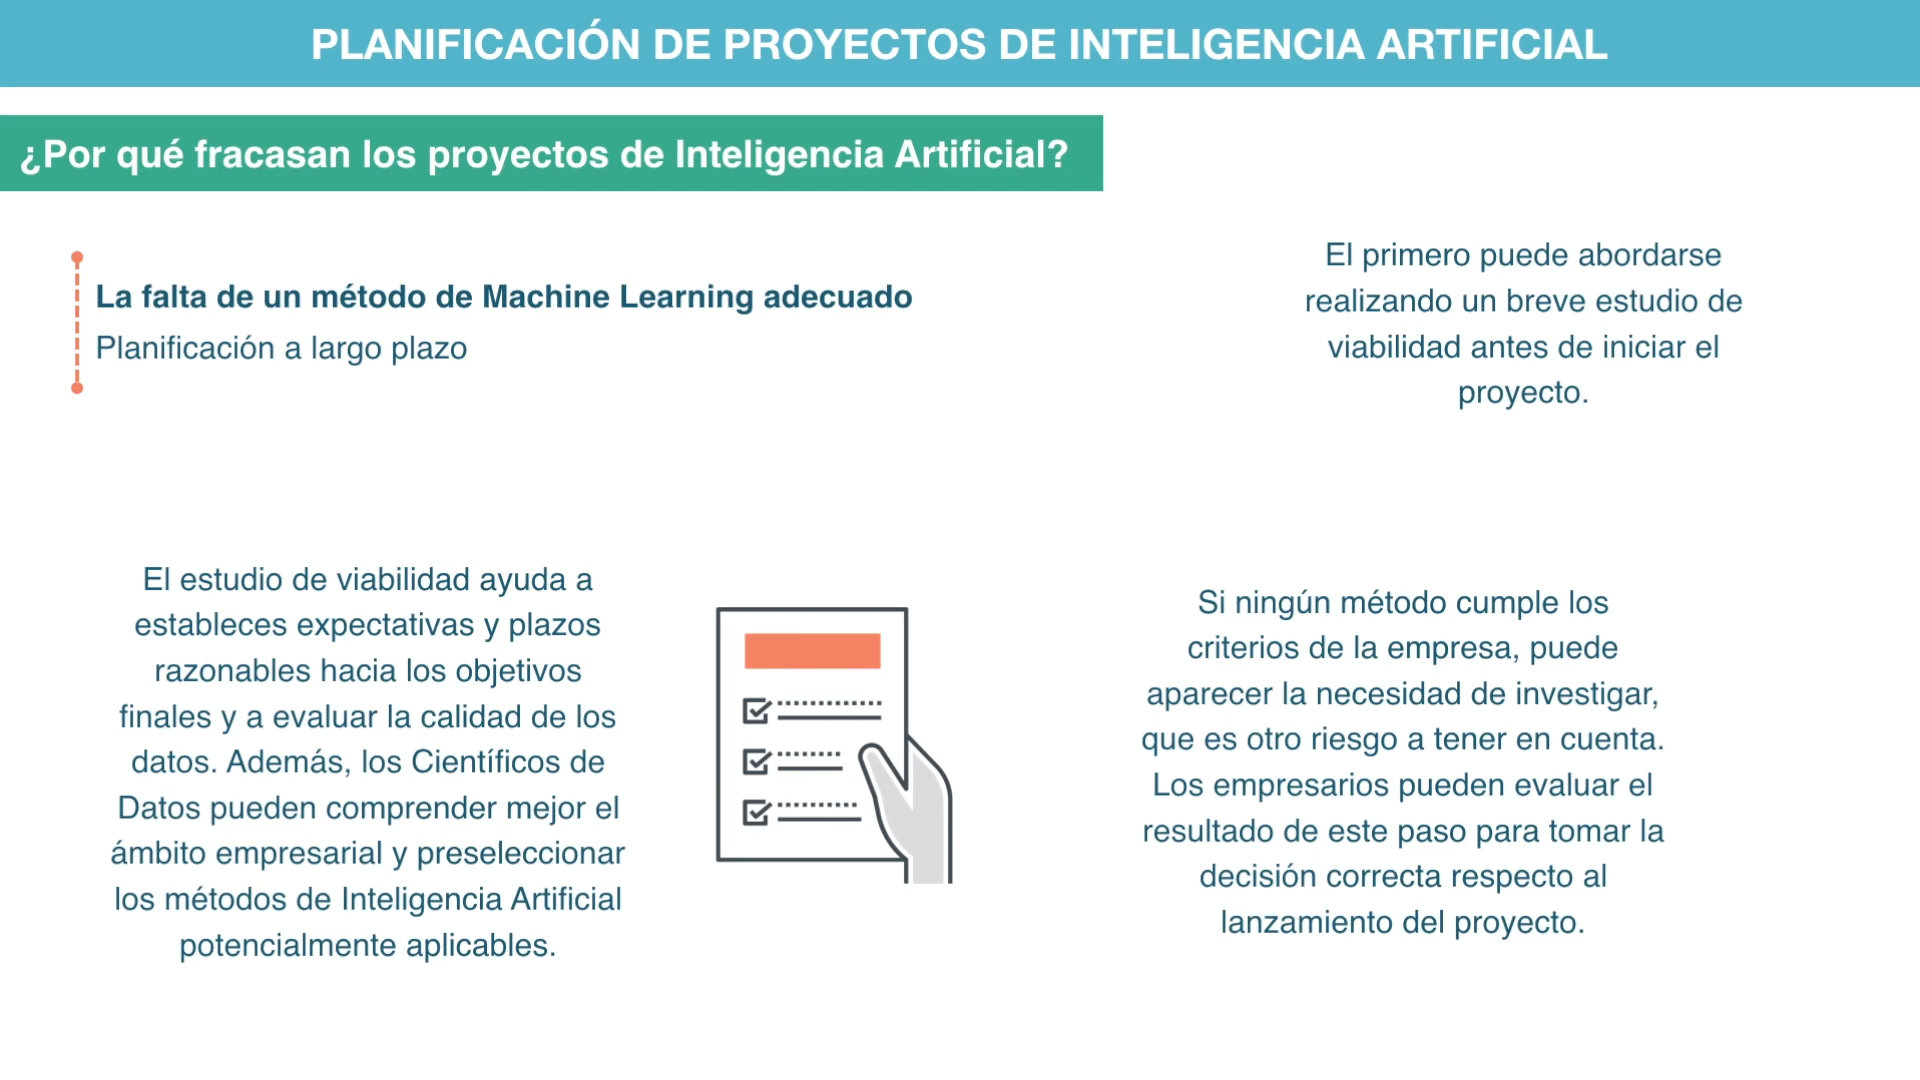 PLANIFICACIÓN DE PROYECTOS DE INTELIGENCIA ARTIFICIAL
¿Por qué fracasan los proyectos de Inteligencia Artificial?
La falta de un método de Machine Learning adecuado
Planificación a largo plazo
El primero puede abordarse
realizando un breve estudio de
viabilidad antes de iniciar el
proyecto.
El estudio de viabilidad ayuda a
estableces expectativas y plazos
razonables hacia los objetivos
finales y a evaluar la calidad de los
datos. Además, los Científicos de
Datos pueden comprender mejor el
ámbito empresarial y preseleccionar
los métodos de Inteligencia Artificial
potencialmente aplicables.
Si ningún método cumple los
criterios de la empresa, puede
aparecer la necesidad de investigar,
que es otro riesgo a tener en cuenta.
Los empresarios pueden evaluar el
resultado de este paso para tomar la
decisión correcta respecto al
lanzamiento del proyecto.